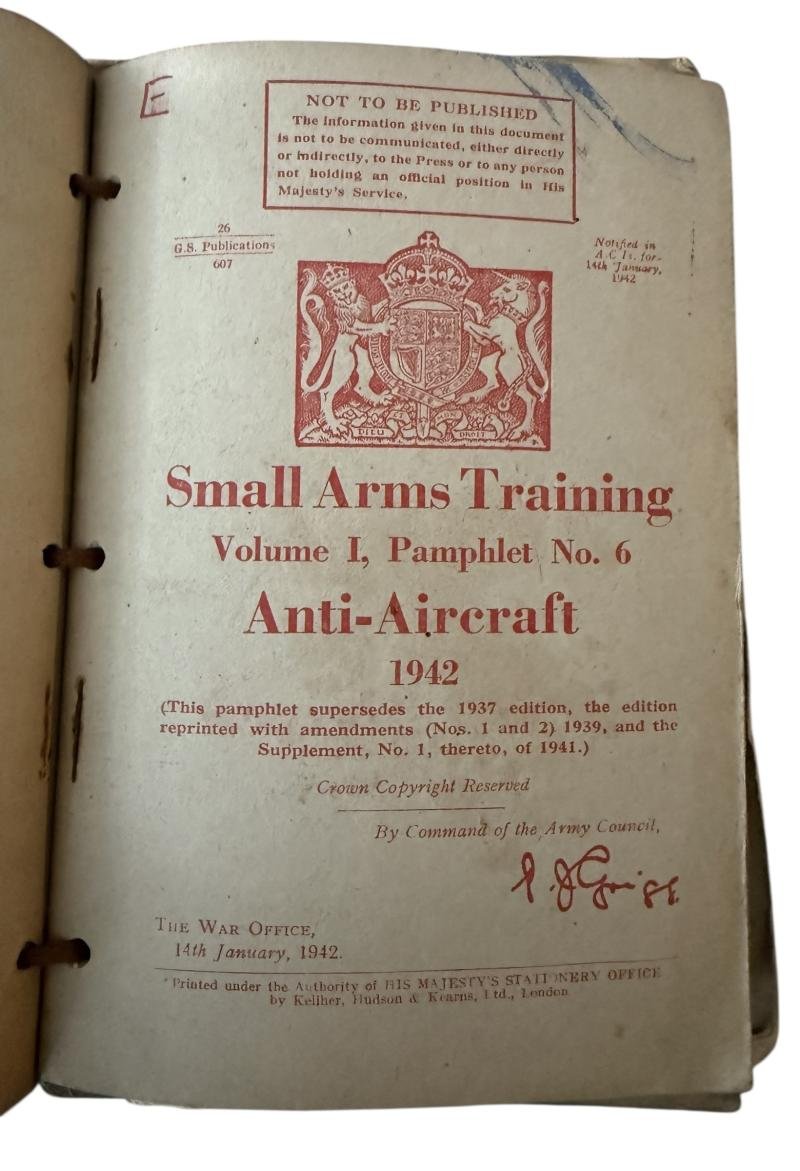 E
NOT TO BE PUBLISHED
The information given in this document
is not to be communicated, either directly
or indirectly, to the Press or to any person
not holding an official position in His
Majesty's Service.
26
G.S. Publications
607
Notified in
A.C.Is. for
14th January,
1942
DIEU ET MON DROIT
Small Arms Training
Volume I, Pamphlet No. 6
Anti-Aircraft
1942
(This pamphlet supersedes the 1937 edition, the edition
reprinted with amendments (Nos. 1 and 2) 1939, and the
Supplement, No. 1, thereto, of 1941.)
Crown Copyright Reserved
By Command of the Army Council,
P. J. Grigg
THE WAR OFFICE,
14th January, 1942.
Printed under the Authority of HIS MAJESTY'S STATIONERY OFFICE
by Keliher, Hudson & Kearns, Ltd., London